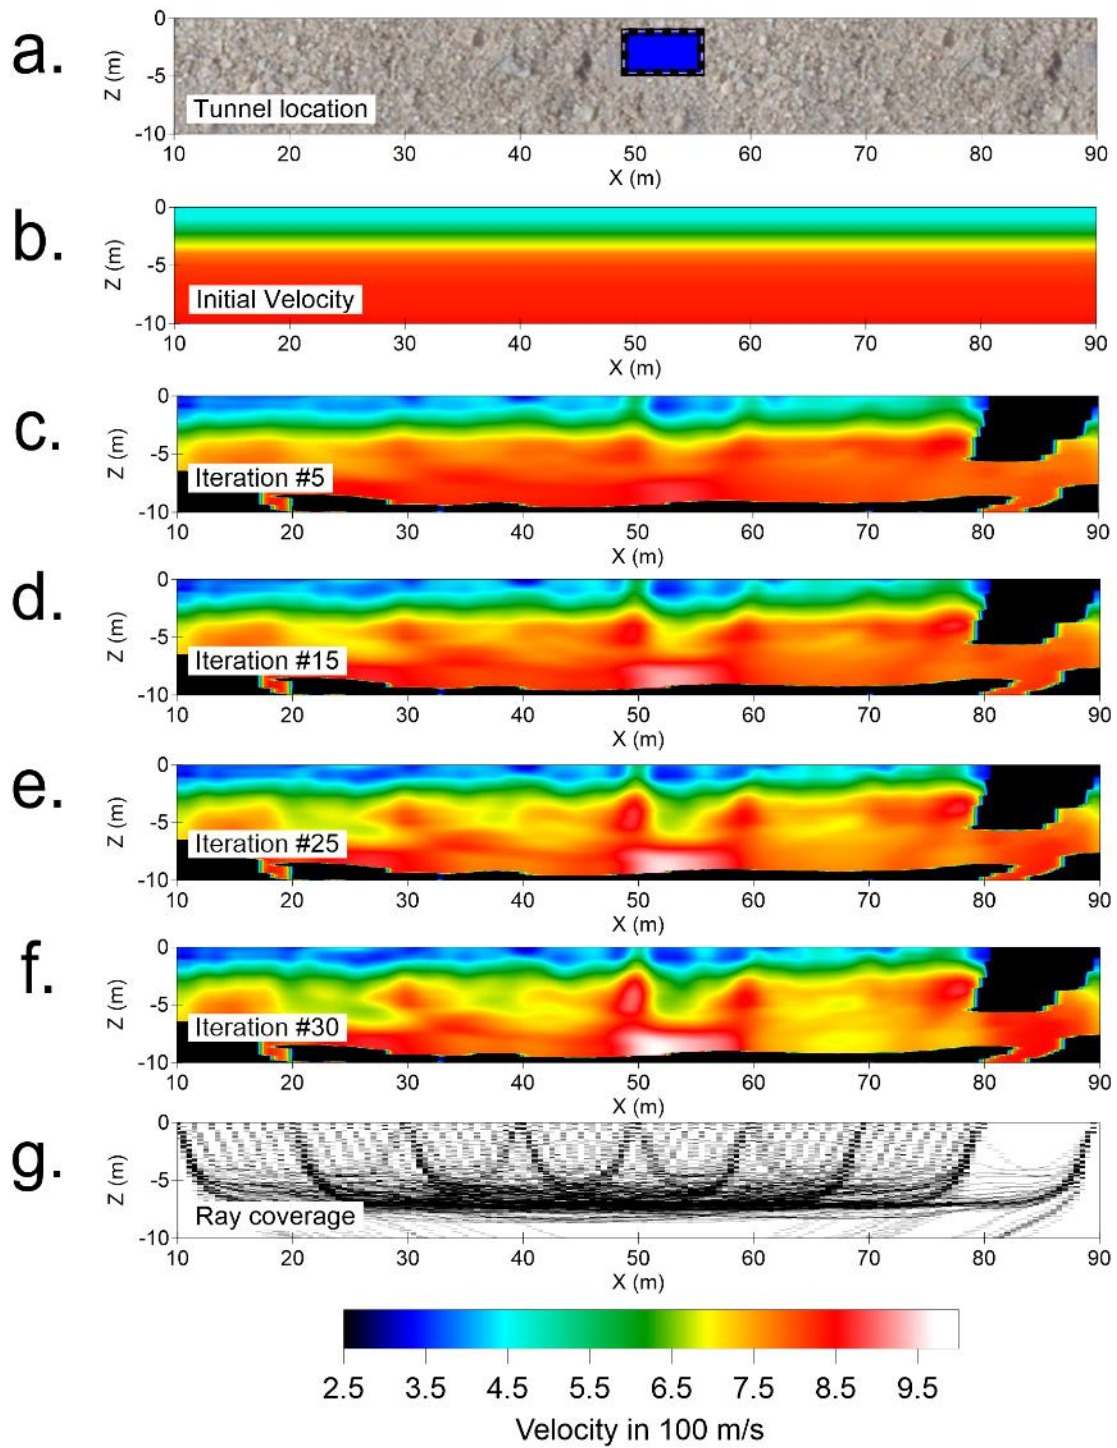 a.
Z (m)
0
-5
-10
Tunnel location
10 20 30 40 50 60 70 80 90
X (m)
b.
Z (m)
0
-5
-10
Initial Velocity
10 20 30 40 50 60 70 80 90
X (m)
c.
Z (m)
0
-5
-10
Iteration #5
10 20 30 40 50 60 70 80 90
X (m)
d.
Z (m)
0
-5
-10
Iteration #15
10 20 30 40 50 60 70 80 90
X (m)
e.
Z (m)
0
-5
-10
Iteration #25
10 20 30 40 50 60 70 80 90
X (m)
f.
Z (m)
0
-5
-10
Iteration #30
10 20 30 40 50 60 70 80 90
X (m)
g.
Z (m)
0
-5
-10
Ray coverage
10 20 30 40 50 60 70 80 90
X (m)
2.5 3.5 4.5 5.5 6.5 7.5 8.5 9.5
Velocity in 100 m/s